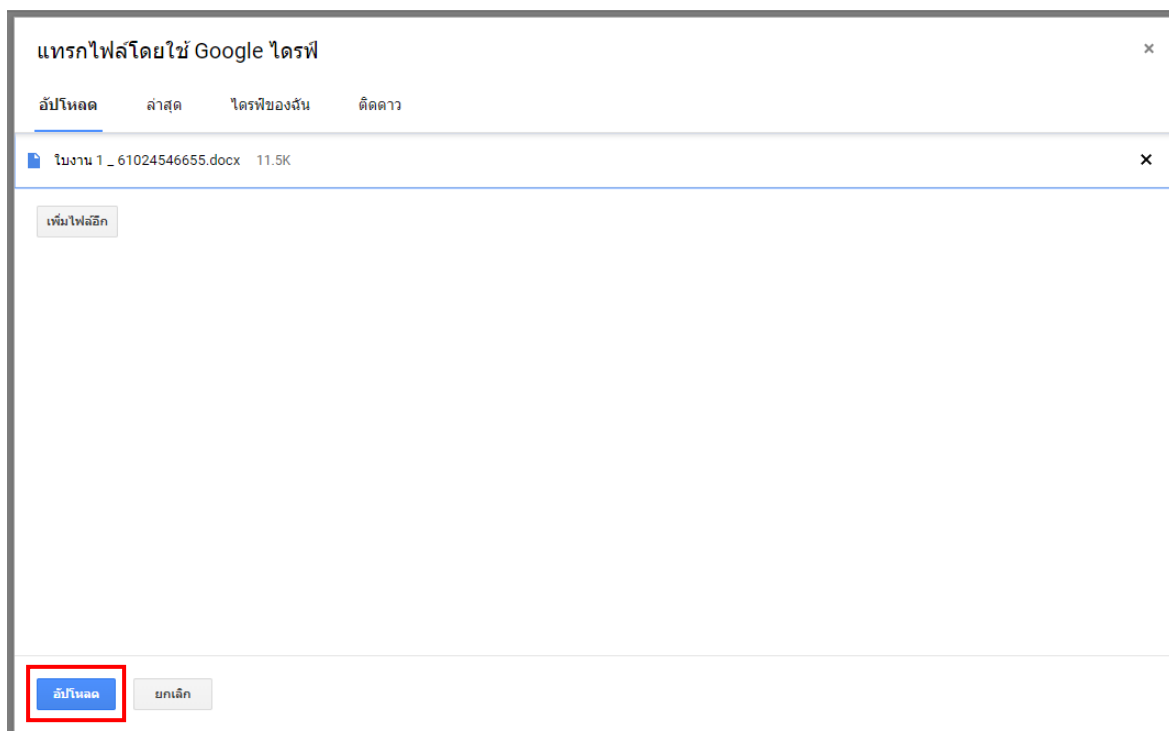 แทรกไฟล์โดยใช้ Google ไดรฟ์
×
อัปโหลด ล่าสุด ไดรฟ์ของฉัน ติดดาว
ใบงาน 1 _ 61024546655.docx 11.5K ×
เพิ่มไฟล์อีก
อัปโหลด ยกเลิก